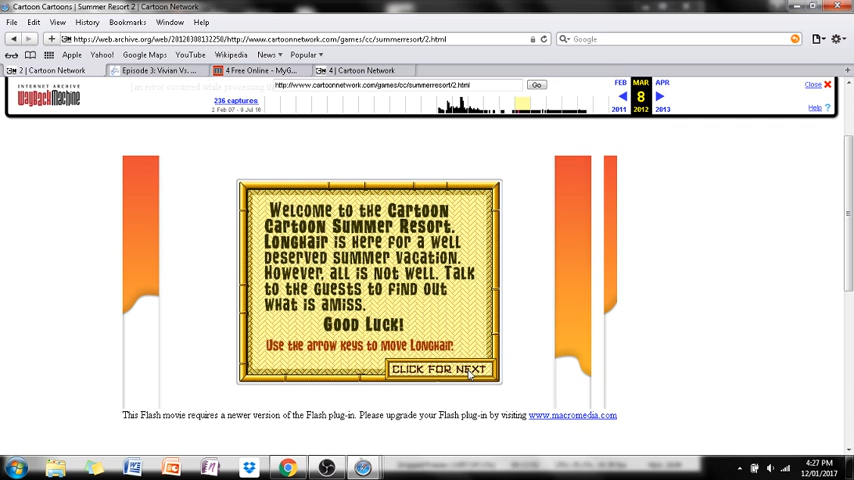 Cartoon Cartoons | Summer Resort 2 | Cartoon Network
File Edit View History Bookmarks Window Help
https://web.archive.org/web/20120308132250/http://www.cartoonnetwork.com/games/cc/summerresort/2.html
Google
Apple Yahoo! Google Maps YouTube Wikipedia News Popular
2 | Cartoon Network
Episode 3: Vivian Vs. ...
4 Free Online - MyG...
4 | Cartoon Network
INTERNET ARCHIVE
WayBackMachine
http://www.cartoonnetwork.com/games/cc/summerresort/2.html
Go
236 captures
2 Feb 07 - 9 Jul 16
FEB MAR APR
8
2011 2012 2013
Close
Help ?
Welcome to the Cartoon
Cartoon Summer Resort.
Longhair is here for a well
deserved summer vacation.
However, all is not well. Talk
to the guests to find out
what is amiss.
Good Luck!
Use the arrow keys to move Longhair.
CLICK FOR NEXT
This Flash movie requires a newer version of the Flash plug-in. Please upgrade your Flash plug-in by visiting www.macromedia.com
4:27 PM
12/01/2017